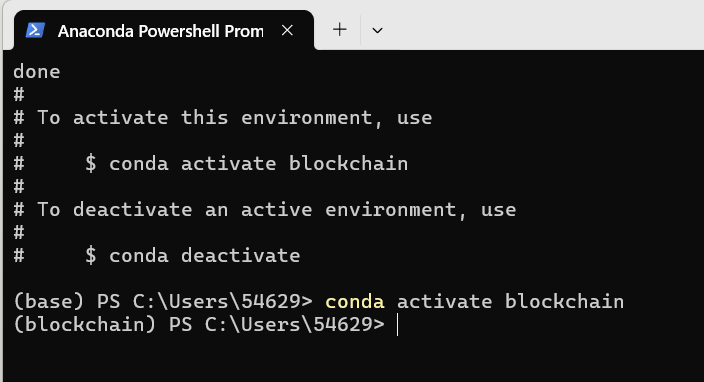 Anaconda Powershell Prom
done
#
# To activate this environment, use
#
#     $ conda activate blockchain
#
# To deactivate an active environment, use
#
#     $ conda deactivate
(base) PS C:\Users\54629> conda activate blockchain
(blockchain) PS C:\Users\54629>